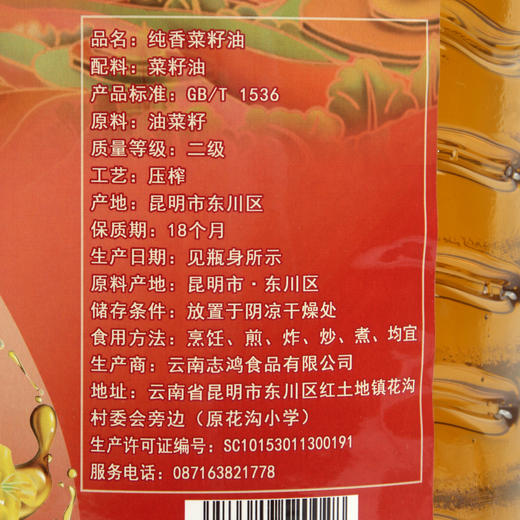 品名：纯香菜籽油
配料：菜籽油
产品标准：GB/T 1536
原料：油菜籽
质量等级：二级
工艺：压榨
产地：昆明市东川区
保质期：18个月
生产日期：见瓶身所示
原料产地：昆明市·东川区
储存条件：放置于阴凉干燥处
食用方法：烹饪、煎、炸、炒、煮、均宜
生产商：云南志鸿食品有限公司
地址：云南省昆明市东川区红土地镇花沟
村委会旁边（原花沟小学）
生产许可证编号：SC10153011300191
服务电话：087163821778